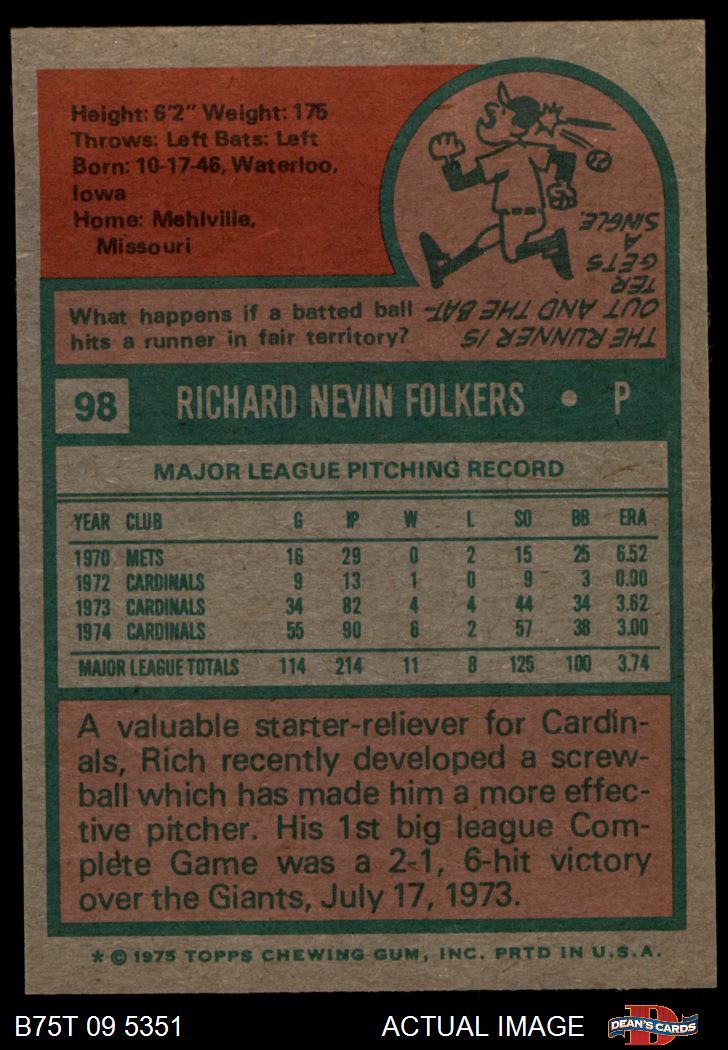 Height: 6'2" Weight: 175
Throws: Left Bats: Left
Born: 10-17-46, Waterloo,
Iowa
Home: Mehlville,
Missouri
What happens if a batted ball
hits a runner in fair territory?
THE RUNNER IS
OUT AND THE BAT-
TER
GETS
A
SINGLE.
98 RICHARD NEVIN FOLKERS • P
MAJOR LEAGUE PITCHING RECORD
YEAR CLUB G IP W L SO BB ERA
1970 METS 16 29 0 2 15 25 6.52
1972 CARDINALS 9 13 1 0 9 3 0.00
1973 CARDINALS 34 82 4 4 44 34 3.62
1974 CARDINALS 55 90 6 2 57 38 3.00
MAJOR LEAGUE TOTALS 114 214 11 8 125 100 3.74
A valuable starter-reliever for Cardin-
als, Rich recently developed a screw-
ball which has made him a more effec-
tive pitcher. His 1st big league Com-
plete Game was a 2-1, 6-hit victory
over the Giants, July 17, 1973.
* © 1975 TOPPS CHEWING GUM, INC. PRTD IN U.S.A.
B75T 09 5351 ACTUAL IMAGE DEAN'S CARDS